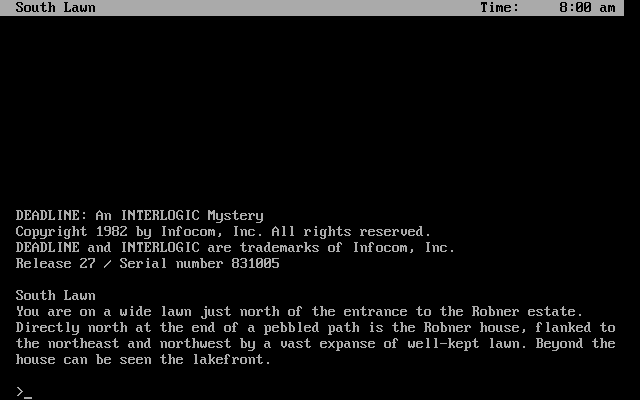 South Lawn Time: 8:00 am
DEADLINE: An INTERLOGIC Mystery
Copyright 1982 by Infocom, Inc. All rights reserved.
DEADLINE and INTERLOGIC are trademarks of Infocom, Inc.
Release 27 / Serial number 831005
South Lawn
You are on a wide lawn just north of the entrance to the Robner estate.
Directly north at the end of a pebbled path is the Robner house, flanked to
the northeast and northwest by a vast expanse of well-kept lawn. Beyond the
house can be seen the lakefront.
>_